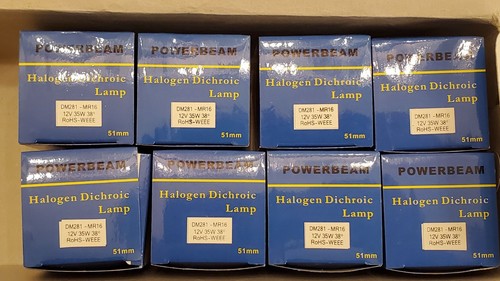 POWERBEAM
Halogen Dichroic
Lamp
DM281 -MR16
12V 35W 38°
RoHS-WEEE
51mm
POWERBEAM
Halogen Dichroic
Lamp
DM281 -MR16
12V 35W 38°
RoHS-WEEE
51mm
POWERBEAM
Halogen Dichroic
Lamp
DM281 -MR16
12V 35W 38°
RoHS-WEEE
51mm
POWERBEAM
Halogen Dichroic
Lamp
DM281 -MR16
12V 35W 38°
RoHS-WEEE
51mm
POWERBEAM
Halogen Dichroic
Lamp
DM281 -MR16
12V 35W 38°
RoHS-WEEE
51mm
POWERBEAM
Halogen Dichroic
Lamp
DM281 -MR16
12V 35W 38°
RoHS-WEEE
51mm
POWERBEAM
Halogen Dichroic
Lamp
DM281 -MR16
12V 35W 38°
RoHS-WEEE
51mm
POWERBEAM
Halogen Dichroic
Lamp
DM281 -MR16
12V 35W 38°
RoHS-WEEE
51mm